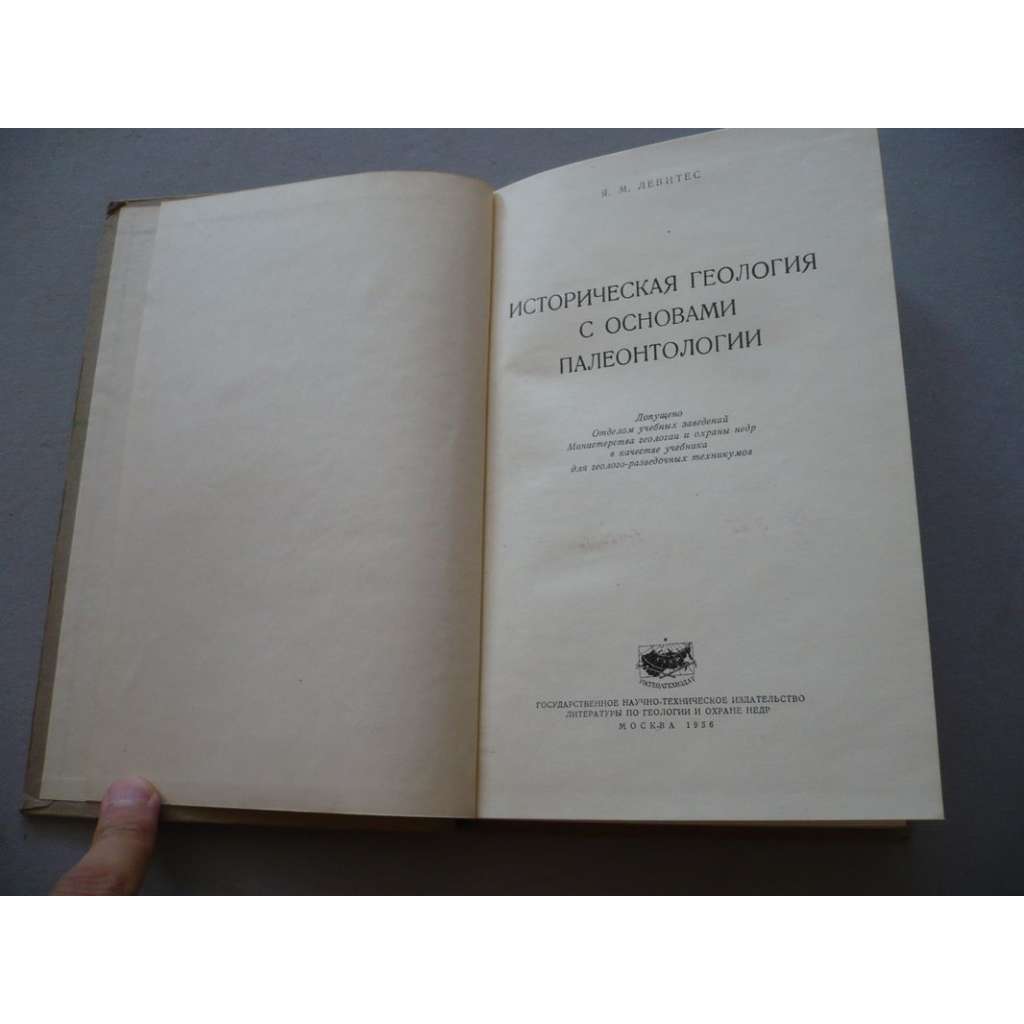 Я. М. ЛЕВИТЕС
ИСТОРИЧЕСКАЯ ГЕОЛОГИЯ
С ОСНОВАМИ
ПАЛЕОНТОЛОГИИ
Допущено
Отделом учебных заведений
Министерства геологии и охраны недр
в качестве учебника
для геолого-разведочных техникумов
ГОСГЕОЛТЕХИЗДАТ
ГОСУДАРСТВЕННОЕ НАУЧНО-ТЕХНИЧЕСКОЕ ИЗДАТЕЛЬСТВО
ЛИТЕРАТУРЫ ПО ГЕОЛОГИИ И ОХРАНЕ НЕДР
МОСКВА 1956